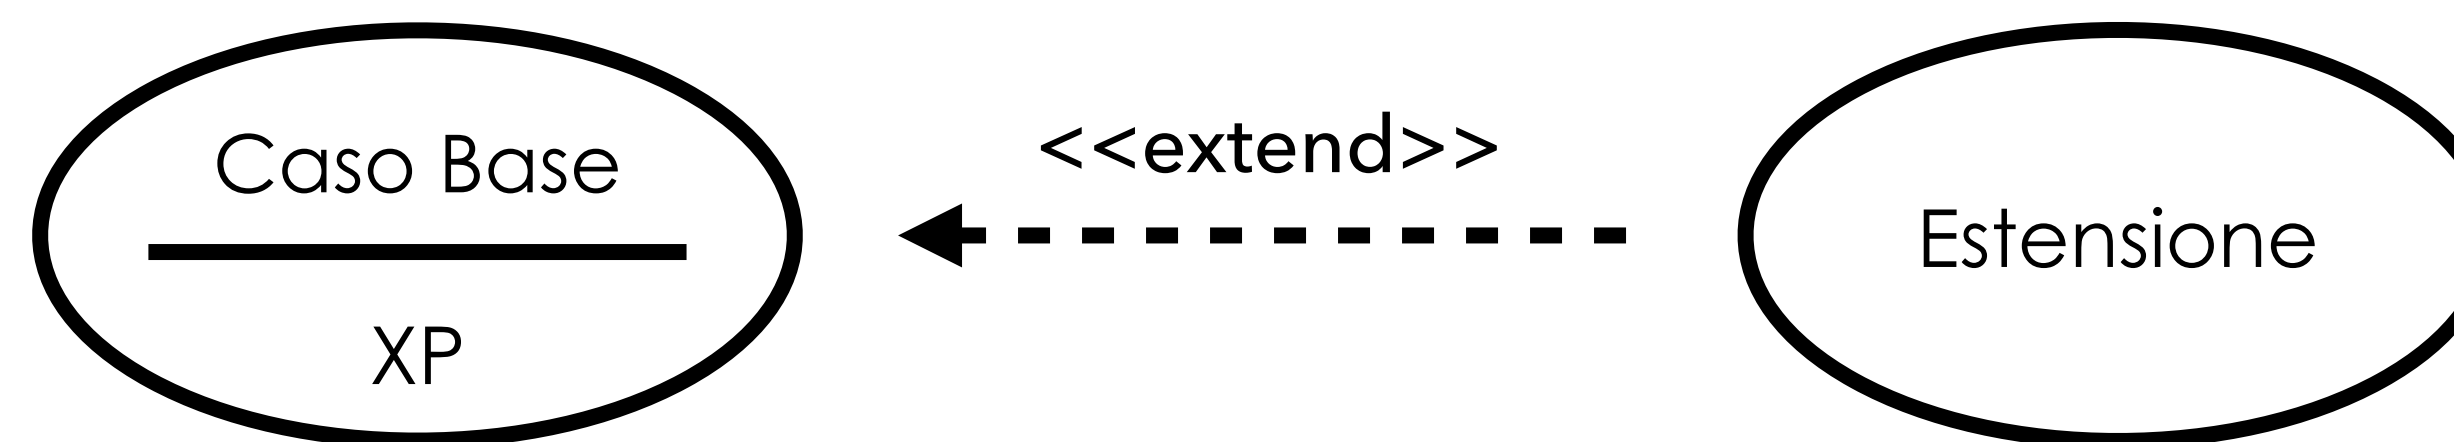 Caso Base
XP
<<extend>>
Estensione